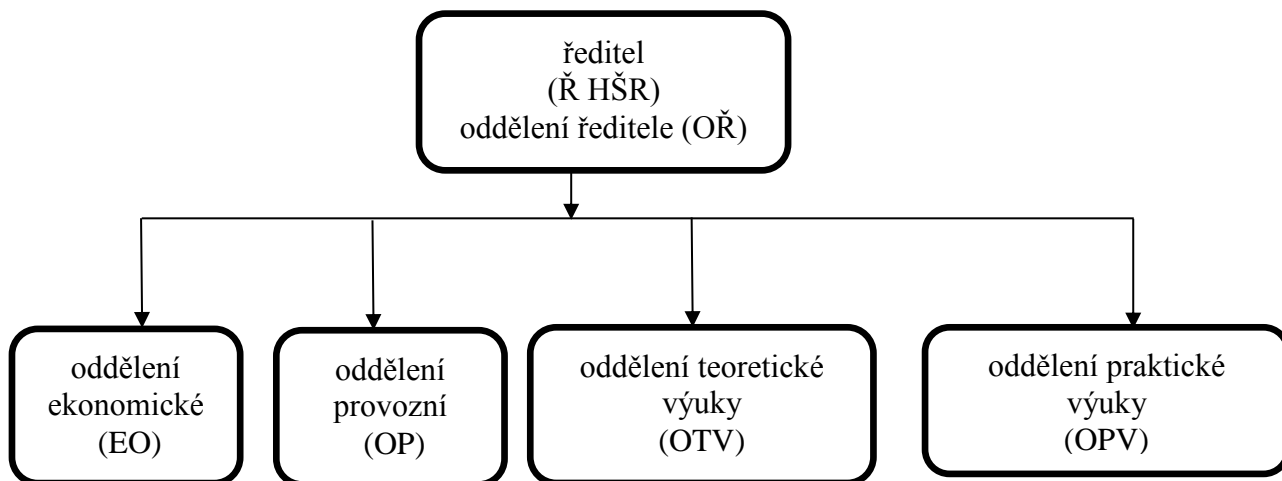 ředitel
(Ř HŠR)
oddělení ředitele (OŘ)
oddělení
ekonomické
(EO)
oddělení
provozní
(OP)
oddělení teoretické
výuky
(OTV)
oddělení praktické
výuky
(OPV)